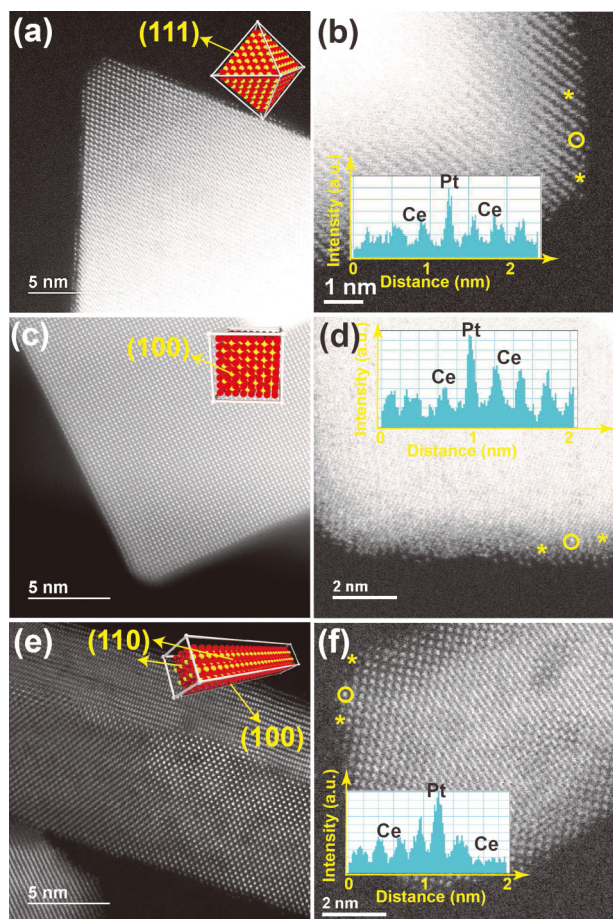 (a)
(111)
5 nm
(b)
*
*
Intensity (a.u.)
Pt
Ce
Ce
0
1
2
Distance (nm)
1 nm
(c)
(100)
5 nm
(d)
Intensity (a.u.)
Pt
Ce
Ce
0
1
2
Distance (nm)
*
*
2 nm
(e)
(110)
(100)
5 nm
(f)
*
*
Intensity (a.u.)
Pt
Ce
Ce
0
1
2
Distance (nm)
2 nm